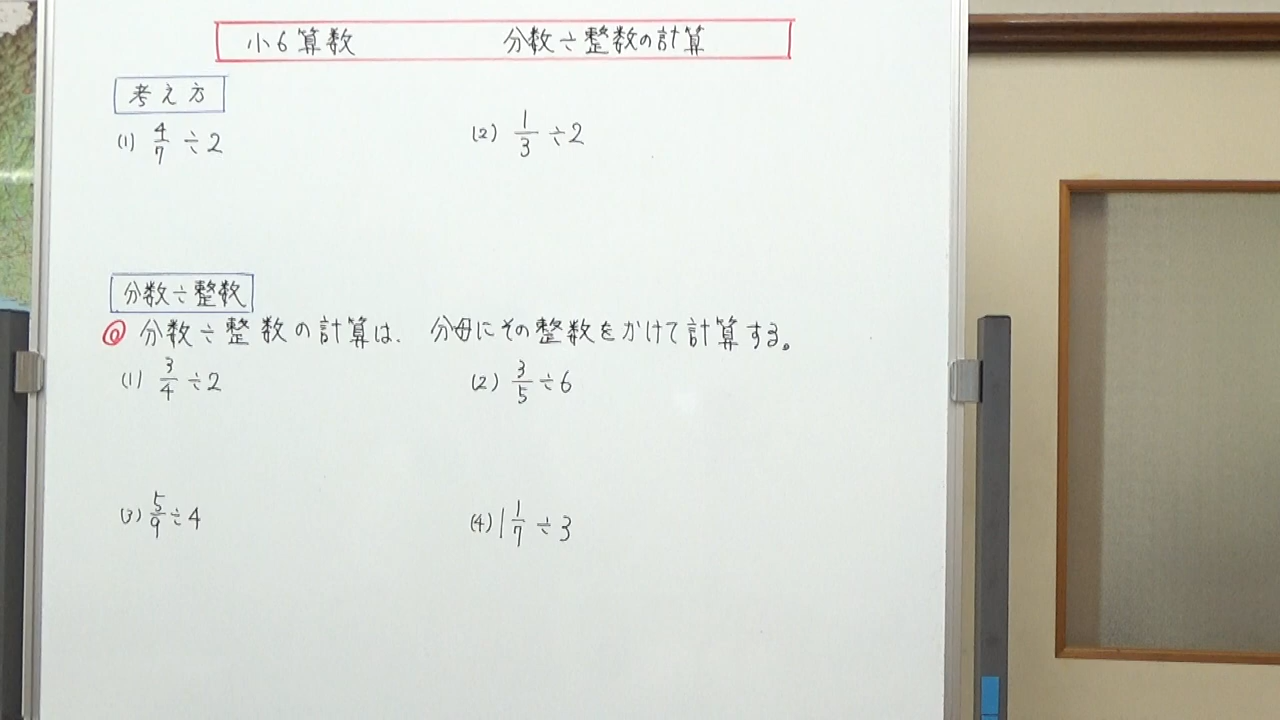 小6算数 分数÷整数の計算
考え方
(1) 4/7 ÷2 (2) 1/3 ÷2
分数÷整数
◎ 分数÷整数の計算は、分母にその整数をかけて計算する。
(1) 3/4 ÷2 (2) 3/5 ÷6
(3) 5/9 ÷4 (4) 1 1/7 ÷3